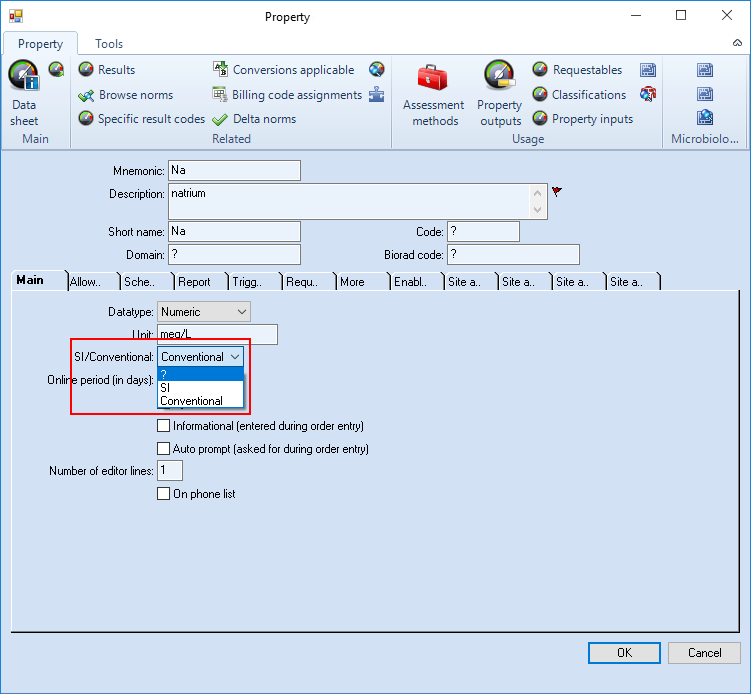 Property
Property Tools
Results
Conversions applicable
Requestables
Browse norms
Billing code assignments
Classifications
Data sheet
Specific result codes
Delta norms
Assessment methods
Property outputs
Property inputs
Main
Related
Usage
Microbiolo...
Mnemonic: Na
Description: natrium
Short name: Na
Code: ?
Domain: ?
Biorad code: ?
Main Allow.. Sche.. Report Trigg.. Requ.. More Enabl.. Site a.. Site a.. Site a.. Site a..
Datatype: Numeric
Unit: meq/L
SI/Conventional: Conventional
?
Online period (in days):
SI
Conventional
Informational (entered during order entry)
Auto prompt (asked for during order entry)
Number of editor lines: 1
On phone list
OK
Cancel